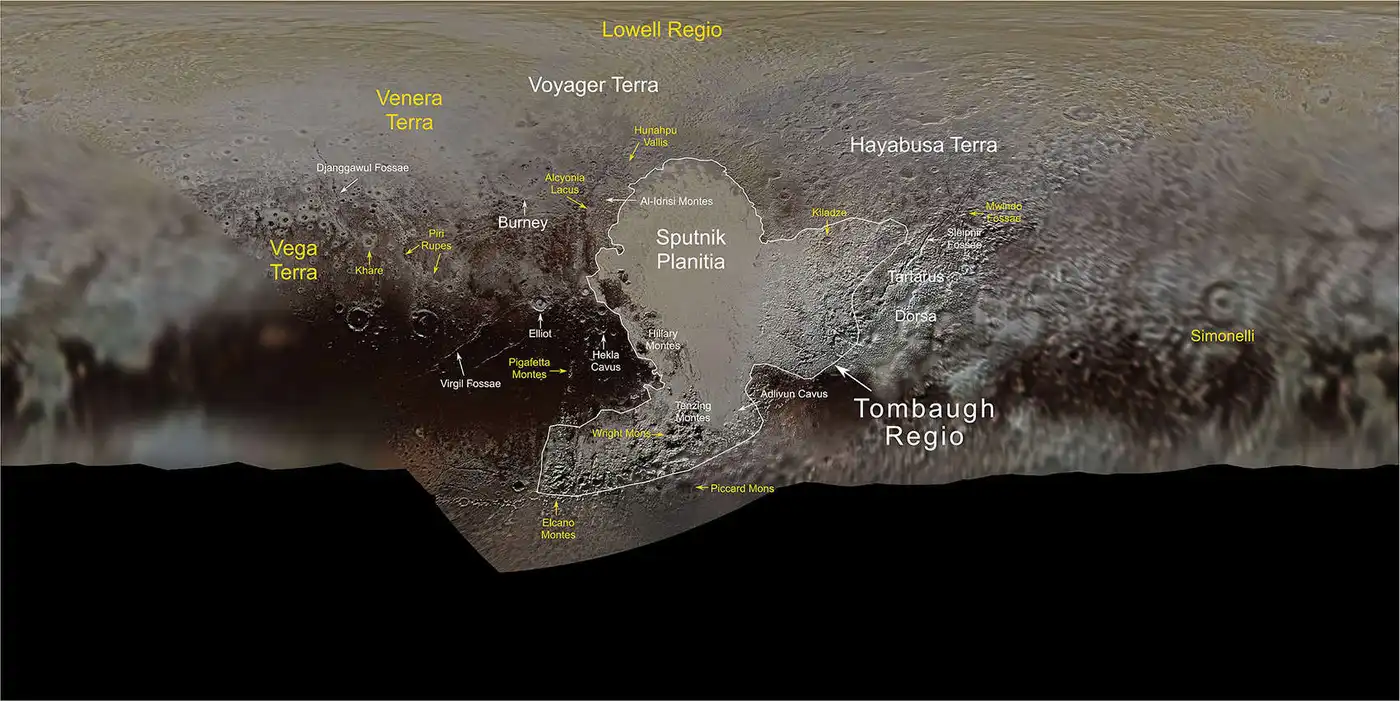 Lowell Regio
Voyager Terra
Venera
Terra
Hunahpu
Vallis
Hayabusa Terra
Djanggawul Fossae
Alcyonia
Lacus
Al-Idrisi Montes
Burney
Kiladze
Mwindo
Fossae
Piri
Rupes
Sleipnir
Fossae
Vega
Terra
Khare
Sputnik
Planitia
Tartarus
Dorsa
Elliot
Hillary
Montes
Simonelli
Hekla
Cavus
Pigafetta
Montes
Virgil Fossae
Adlivun Cavus
Tenzing
Montes
Tombaugh
Regio
Wright Mons
Piccard Mons
Elcano
Montes